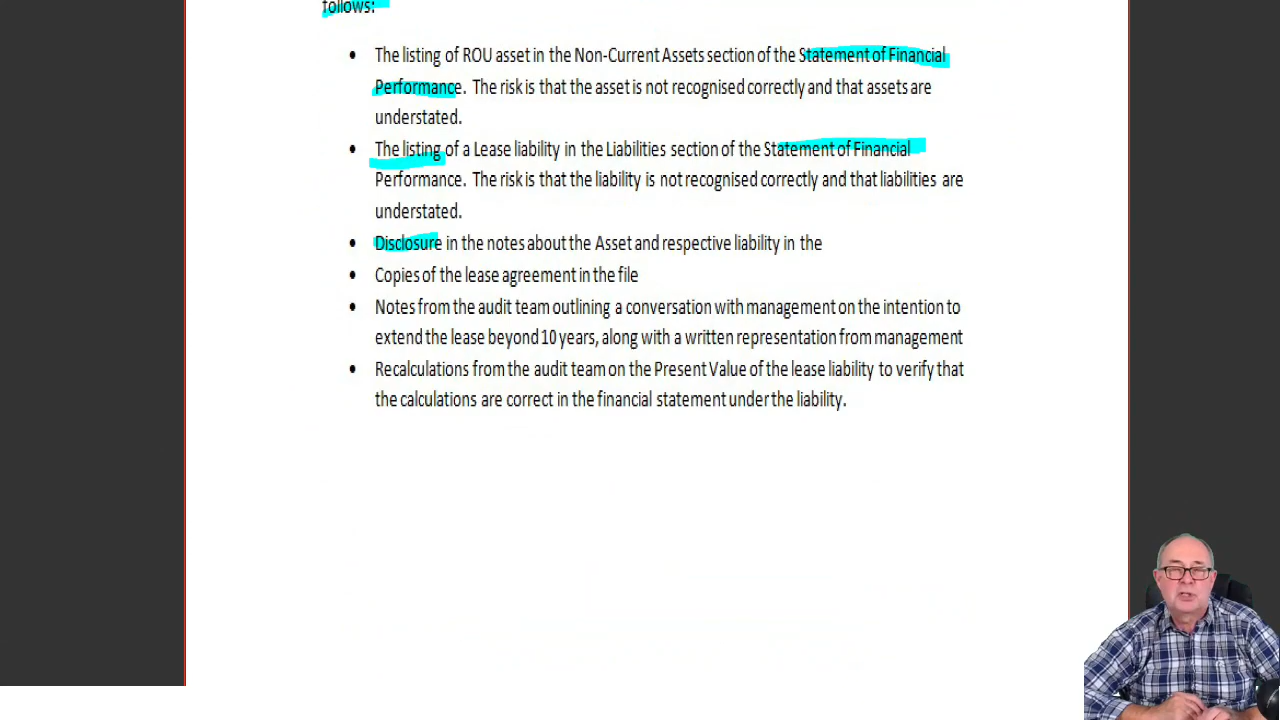 follows:
• The listing of ROU asset in the Non-Current Assets section of the Statement of Financial
Performance. The risk is that the asset is not recognised correctly and that assets are
understated.
• The listing of a Lease liability in the Liabilities section of the Statement of Financial
Performance. The risk is that the liability is not recognised correctly and that liabilities are
understated.
• Disclosure in the notes about the Asset and respective liability in the
• Copies of the lease agreement in the file
• Notes from the audit team outlining a conversation with management on the intention to
extend the lease beyond 10 years, along with a written representation from management
• Recalculations from the audit team on the Present Value of the lease liability to verify that
the calculations are correct in the financial statement under the liability.